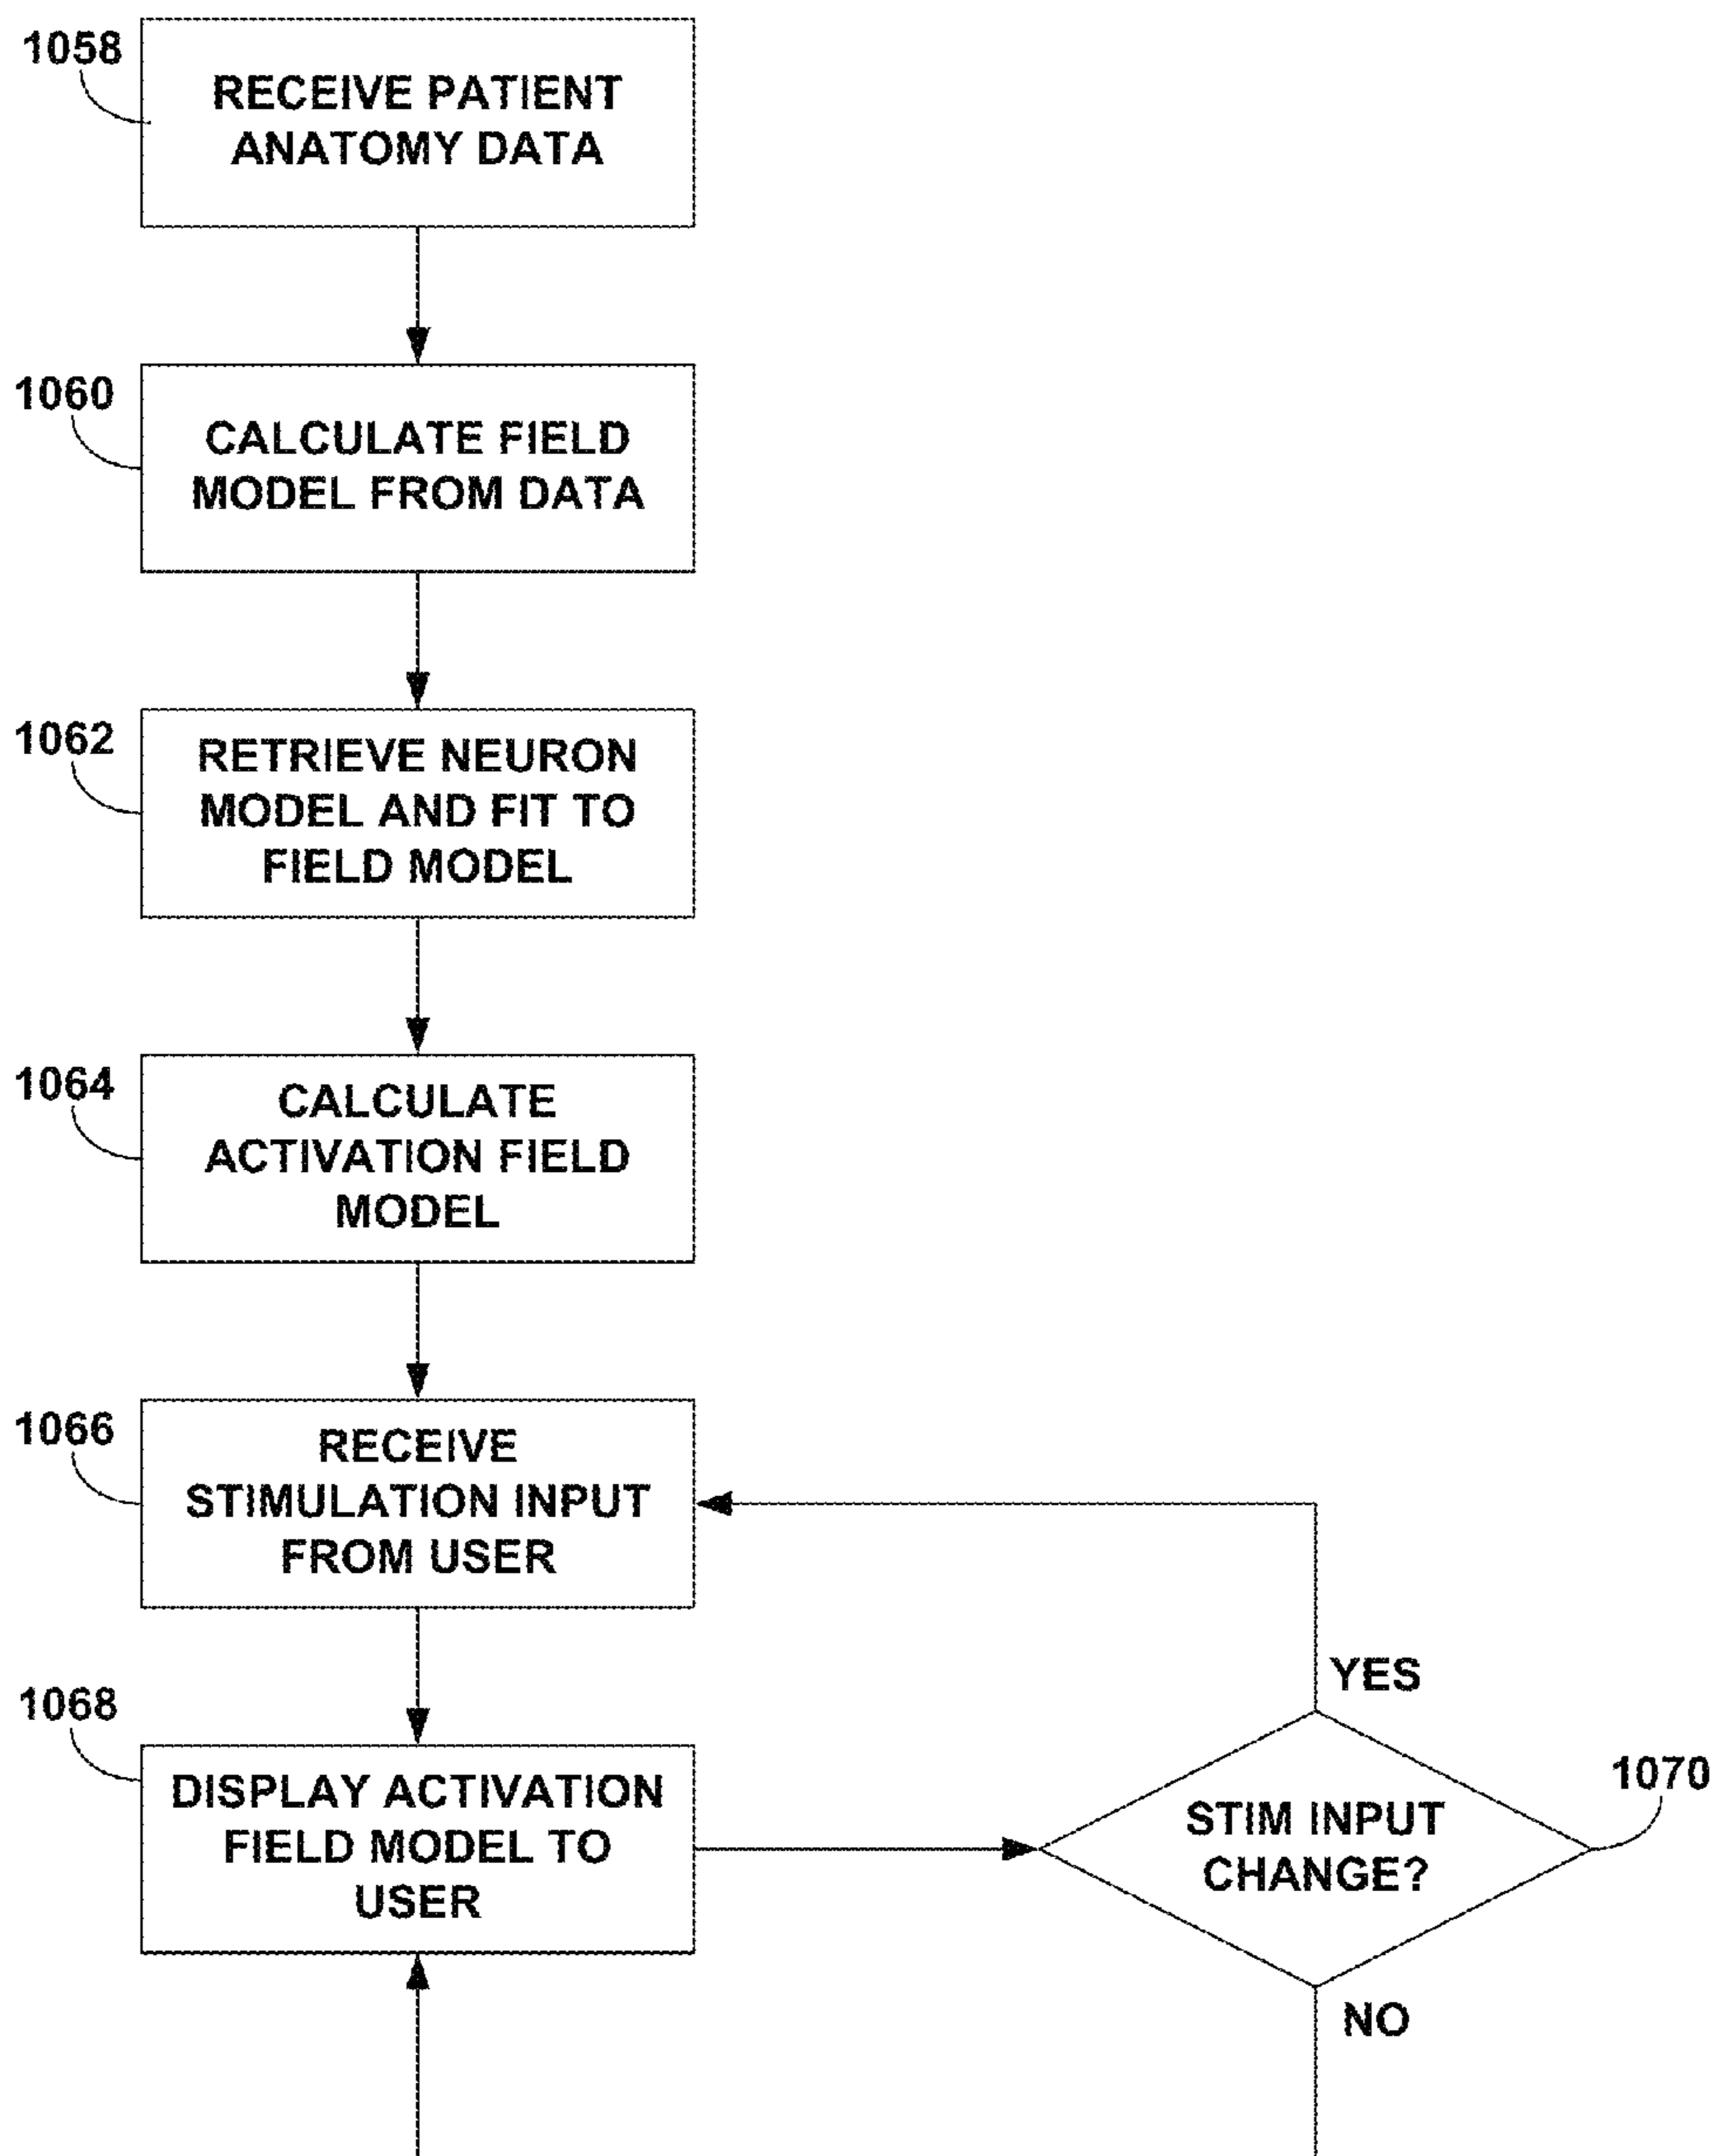 1058
RECEIVE PATIENT
ANATOMY DATA
1060
CALCULATE FIELD
MODEL FROM DATA
1062
RETRIEVE NEURON
MODEL AND FIT TO
FIELD MODEL
1064
CALCULATE
ACTIVATION FIELD
MODEL
1066
RECEIVE
STIMULATION INPUT
FROM USER
1068
DISPLAY ACTIVATION
FIELD MODEL TO
USER
YES
1070
STIM INPUT
CHANGE?
NO